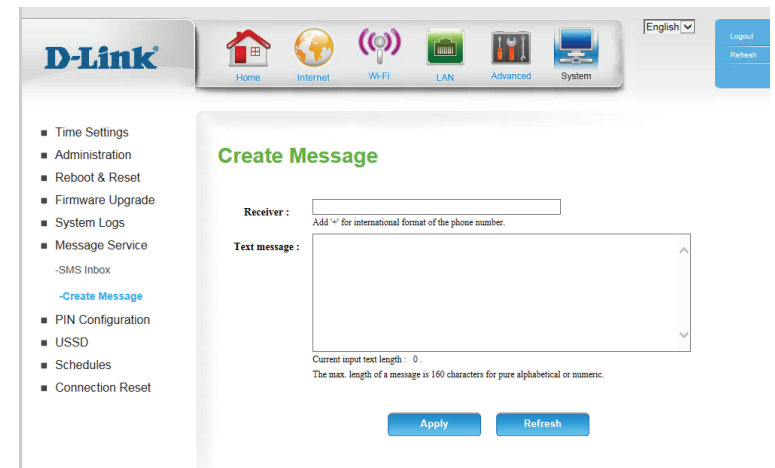 D-Link
Home
Internet
Wi-Fi
LAN
Advanced
System
English
Logout
Refresh
Time Settings
Administration
Reboot & Reset
Firmware Upgrade
System Logs
Message Service
-SMS Inbox
-Create Message
PIN Configuration
USSD
Schedules
Connection Reset
Create Message
Receiver :
Add '+' for international format of the phone number.
Text message :
Current input text length : 0 .
The max. length of a message is 160 characters for pure alphabetical or numeric.
Apply
Refresh